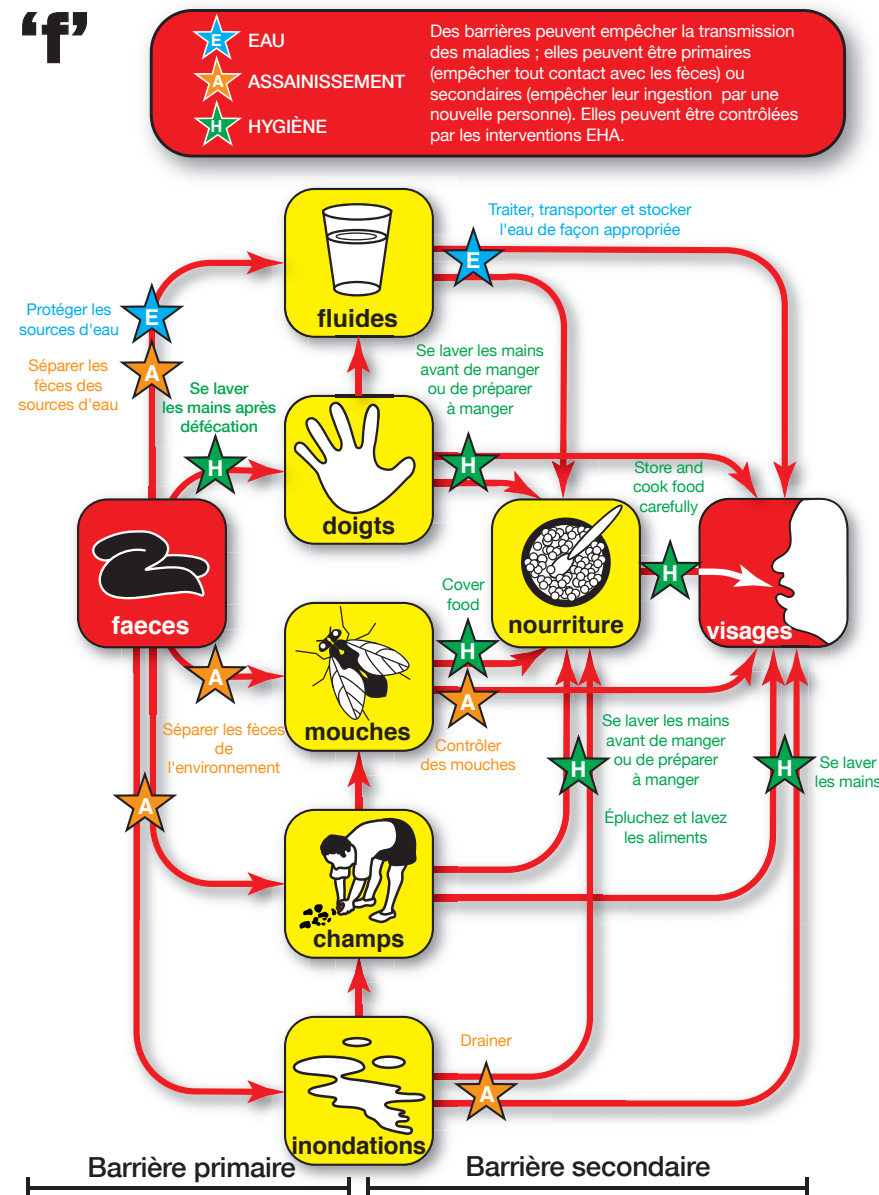 ‘f’
E EAU
A ASSAINISSEMENT
H HYGIÈNE
Des barrières peuvent empêcher la transmission
des maladies ; elles peuvent être primaires
(empêcher tout contact avec les fèces) ou
secondaires (empêcher leur ingestion par une
nouvelle personne). Elles peuvent être contrôlées
par les interventions EHA.
Traiter, transporter et stocker
l'eau de façon appropriée
E
fluides
Protéger les
sources d'eau
E
Séparer les
fèces des
sources d'eau
A
Se laver
les mains après
défécation
H
Se laver les mains
avant de manger
ou de préparer
à manger
H
doigts
Store and
cook food
carefully
H
faeces
nourriture
visages
Cover
food
H
A
A
mouches
Séparer les fèces
de
l'environnement
Contrôler
des mouches
Se laver les mains
avant de manger
ou de préparer
à manger
H
Épluchez et lavez
les aliments
H
Se laver
les mains
A
champs
Drainer
A
inondations
Barrière primaire
Barrière secondaire